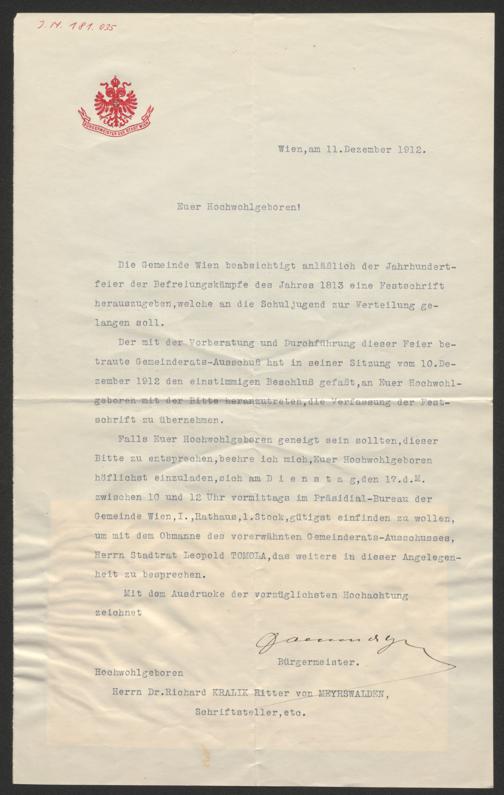 J.N. 181.035
BÜRGERMEISTER DER STADT WIEN
Wien,am 11.Dezember 1912.
Euer Hochwohlgeboren!
Die Gemeinde Wien beabsichtigt anläßlich der Jahrhundert-
feier der Befreiungskämpfe des Jahres 1813 eine Festschrift
herauszugeben,welche an die Schuljugend zur Verteilung ge-
langen soll.
Der mit der Vorberatung und Durchführung dieser Feier be-
traute Gemeinderats-Ausschuß hat in seiner Sitzung vom 10.De-
zember 1912 den einstimmigen Beschluß gefaßt,an Euer Hochwohl-
geboren mit der Bitte heranzutreten,die Verfassung der Fest-
schrift zu übernehmen.
Falls Euer Hochwohlgeboren geneigt sein sollten,dieser
Bitte zu entsprechen,beehre ich mich,Euer Hochwohlgeboren
höflichst einzuladen,sich am D i e n s t a g,den 17.d.M.
zwischen 10 und 12 Uhr vormittags im Präsidial-Bureau der
Gemeinde Wien,I.,Rathaus,1.Stock,gütigst einfinden zu wollen,
um mit dem Obmanne des vorerwähnten Gemeinderats-Ausschusses,
Herrn Stadtrat Leopold TOMOLA,das weitere in dieser Angelegen-
heit zu besprechen.
Mit dem Ausdrucke der vorzüglichsten Hochachtung
zeichnet
Bürgermeister.
Hochwohlgeboren
Herrn Dr.Richard KRALIK Ritter von MEYRSWALDEN,
Schriftsteller,etc.